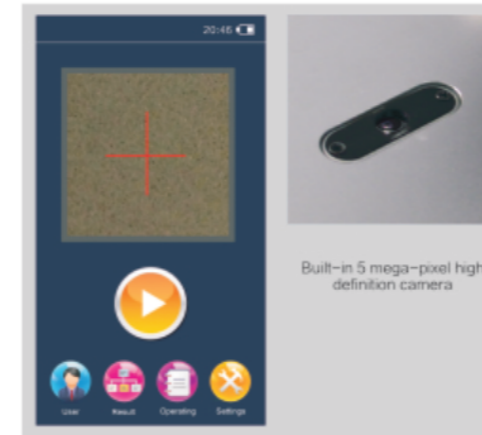 20:46
User Result Operating Settings
Built-in 5 mega-pixel high
definition camera